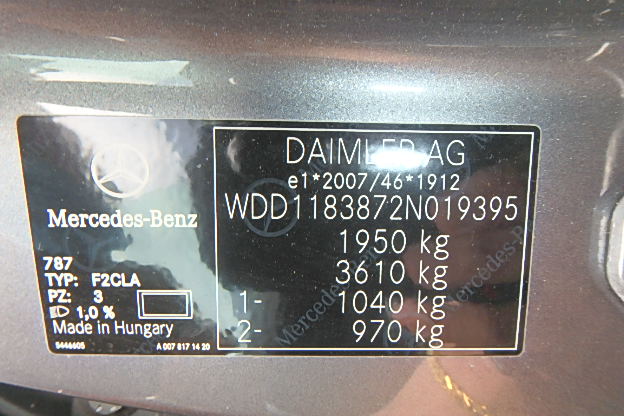 Mercedes-Benz
787
TYP: F2CLA
PZ: 3
1,0 %
Made in Hungary
5446605
A 007 817 14 20
DAIMLER AG
e1*2007/46*1912
WDD1183872N019395
1950 kg
3610 kg
1- 1040 kg
2- 970 kg